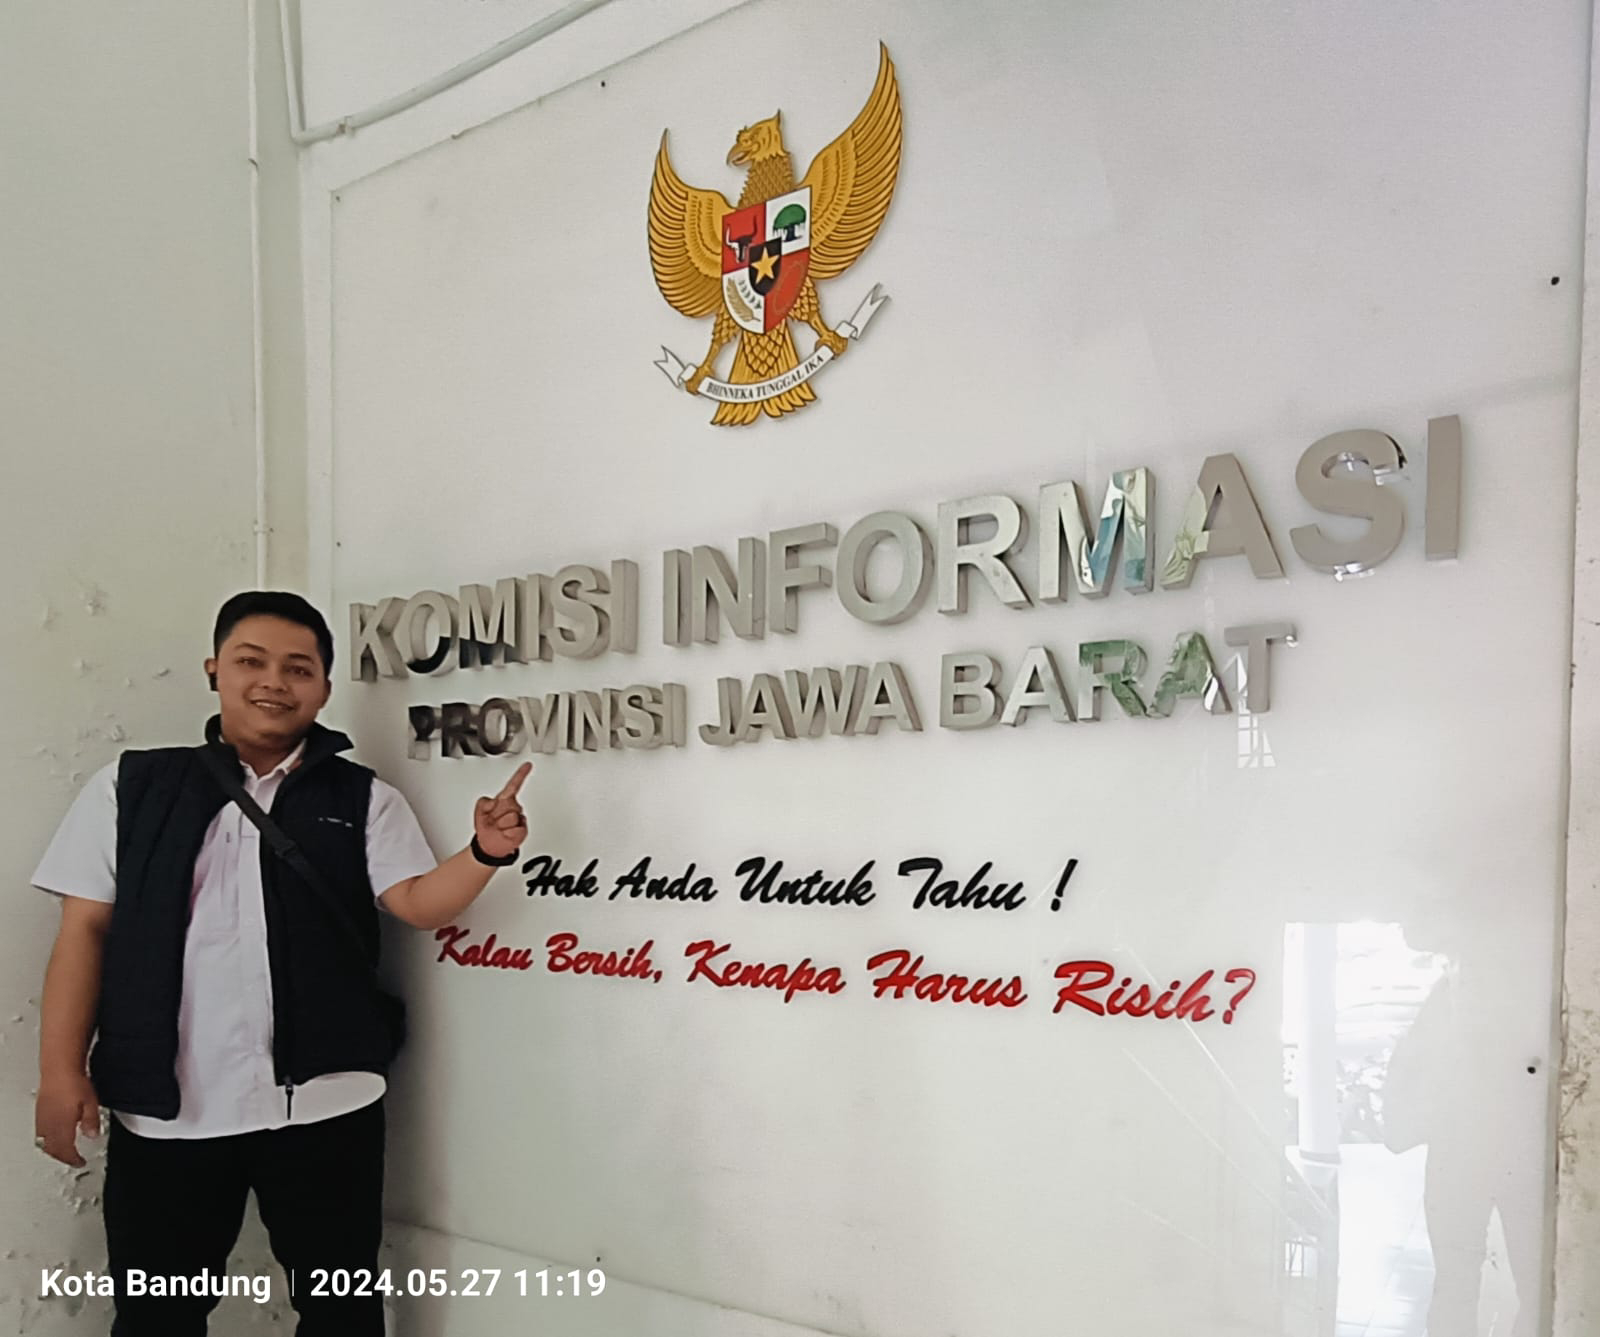 BHINNEKA TUNGGAL IKA
KOMISI INFORMASI
PROVINSI JAWA BARAT
Hak Anda Untuk Tahu !
Kalau Bersih, Kenapa Harus Risih?
Kota Bandung | 2024.05.27 11:19